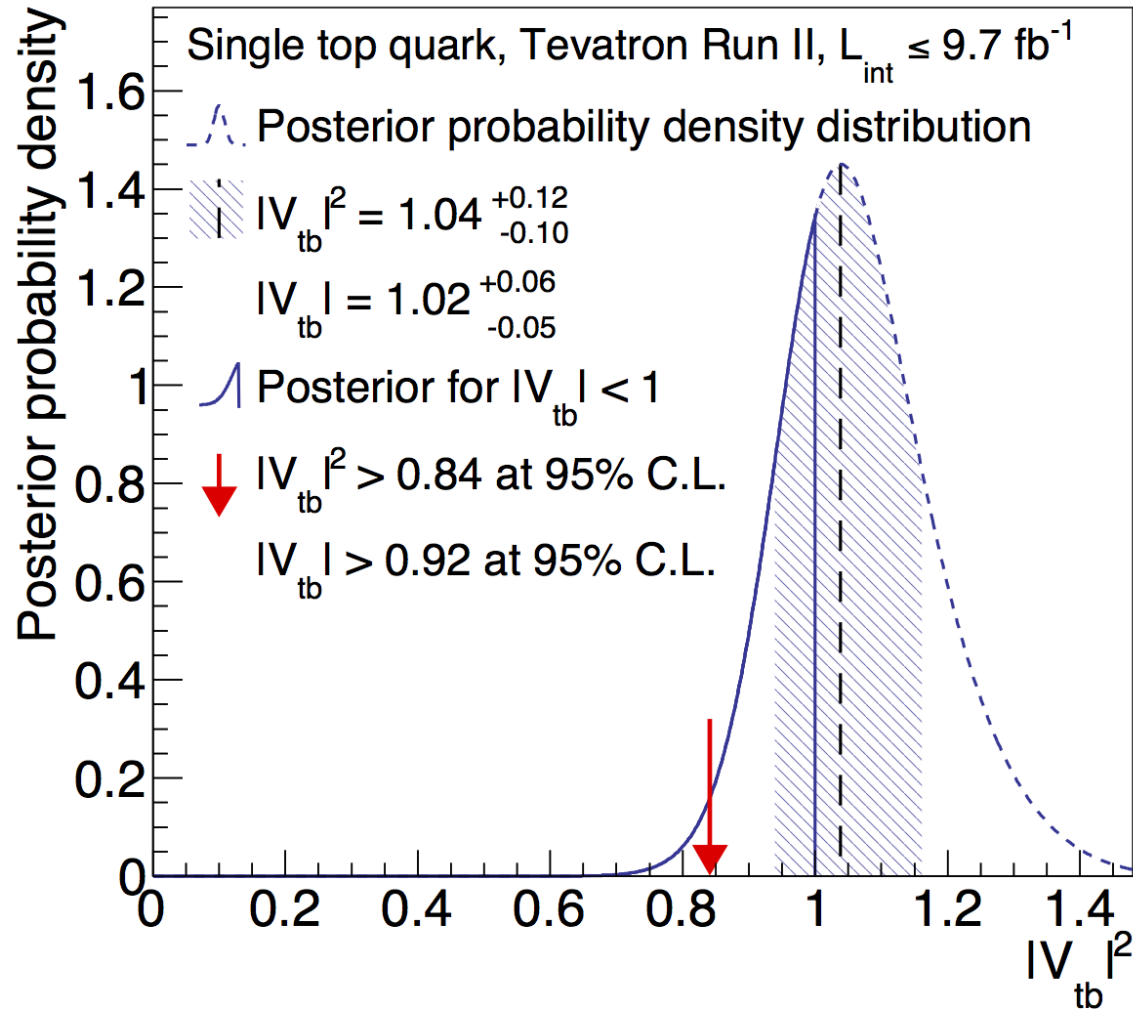 Single top quark, Tevatron Run II, L_int ≤ 9.7 fb⁻¹
Posterior probability density distribution
|V_tb|² = 1.04 +0.12 -0.10
|V_tb| = 1.02 +0.06 -0.05
Posterior for |V_tb| < 1
|V_tb|² > 0.84 at 95% C.L.
|V_tb| > 0.92 at 95% C.L.
Posterior probability density
1.6
1.4
1.2
1
0.8
0.6
0.4
0.2
0
0 0.2 0.4 0.6 0.8 1 1.2 1.4
|V_tb|²